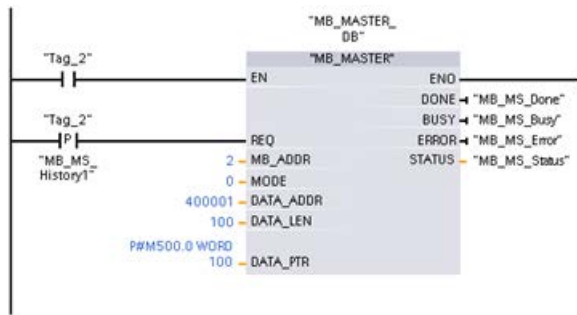 "MB_MASTER_
DB"
"Tag_2"
"MB_MASTER"
EN
ENO
DONE
"MB_MS_Done"
"Tag_2"
BUSY
"MB_MS_Busy"
P
REQ
ERROR
"MB_MS_Error"
"MB_MS_
History1"
2
MB_ADDR
STATUS
"MB_MS_Status"
0
MODE
400001
DATA_ADDR
100
DATA_LEN
P#M500.0 WORD
100
DATA_PTR